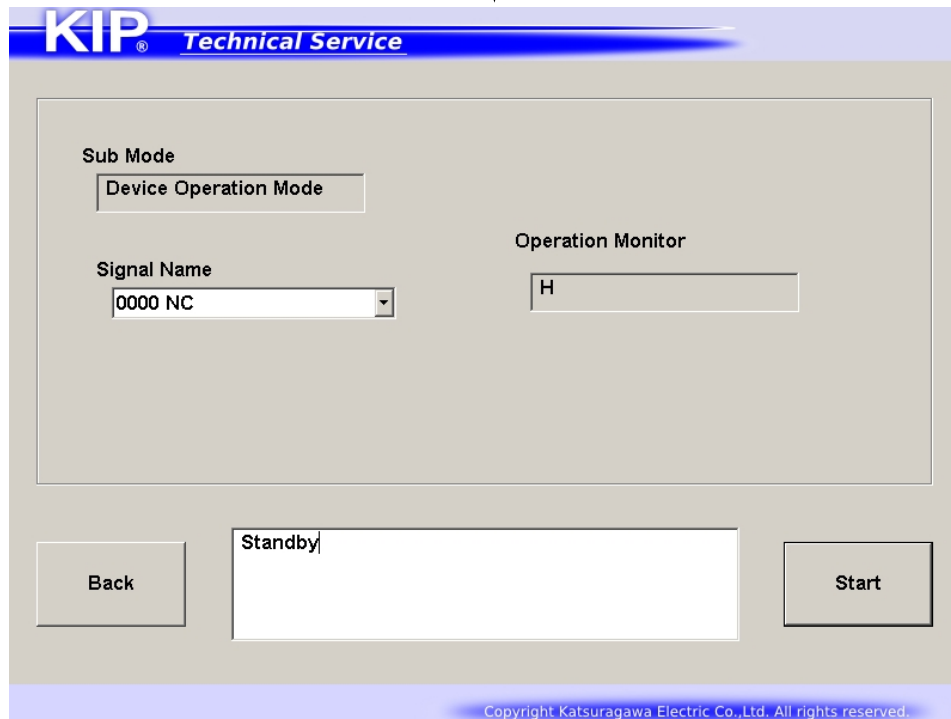 KIP® Technical Service
Sub Mode
Device Operation Mode
Operation Monitor
Signal Name
H
0000 NC
Standby
Back
Start
Copyright Katsuragawa Electric Co.,Ltd. All rights reserved.